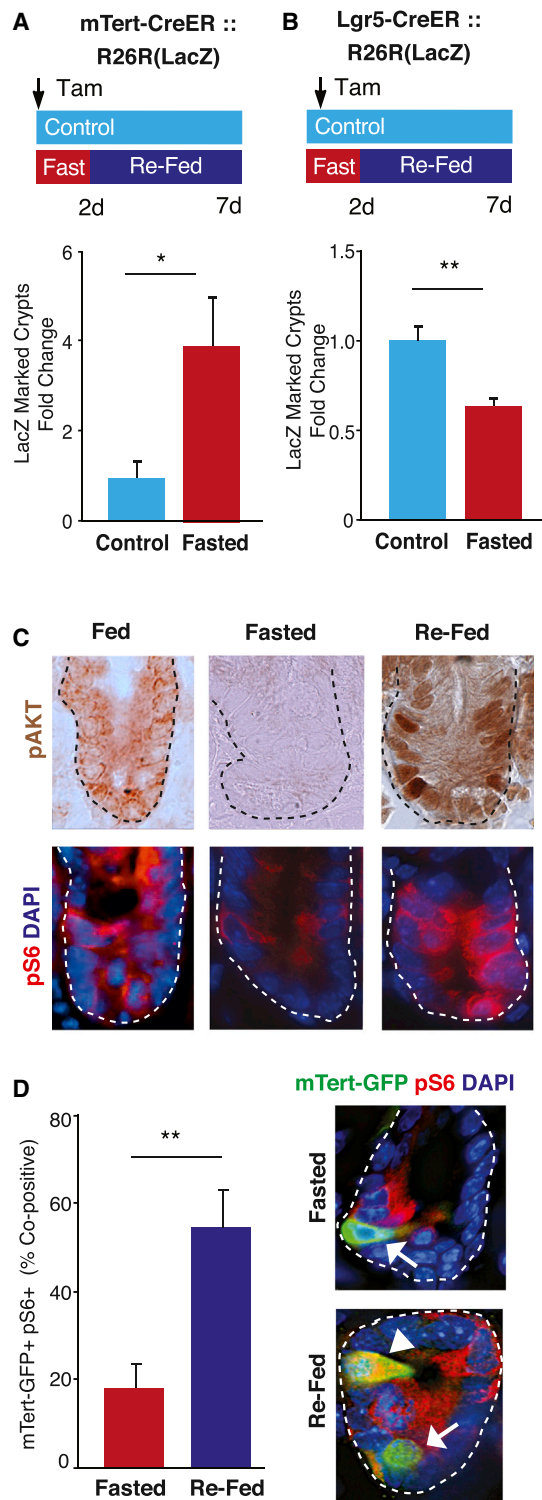 A
mTert-CreER ::
R26R(LacZ)
Tam
Control
Fast Re-Fed
2d 7d
LacZ Marked Crypts
Fold Change
6
4
2
0
*
Control Fasted
B
Lgr5-CreER ::
R26R(LacZ)
Tam
Control
Fast Re-Fed
2d 7d
LacZ Marked Crypts
Fold Change
1.5
1.0
0.5
0
**
Control Fasted
C
Fed Fasted Re-Fed
pAKT
pS6 DAPI
D
mTert-GFP+ pS6+ (% Co-positive)
80
60
40
20
0
**
Fasted Re-Fed
mTert-GFP pS6 DAPI
Fasted
Re-Fed